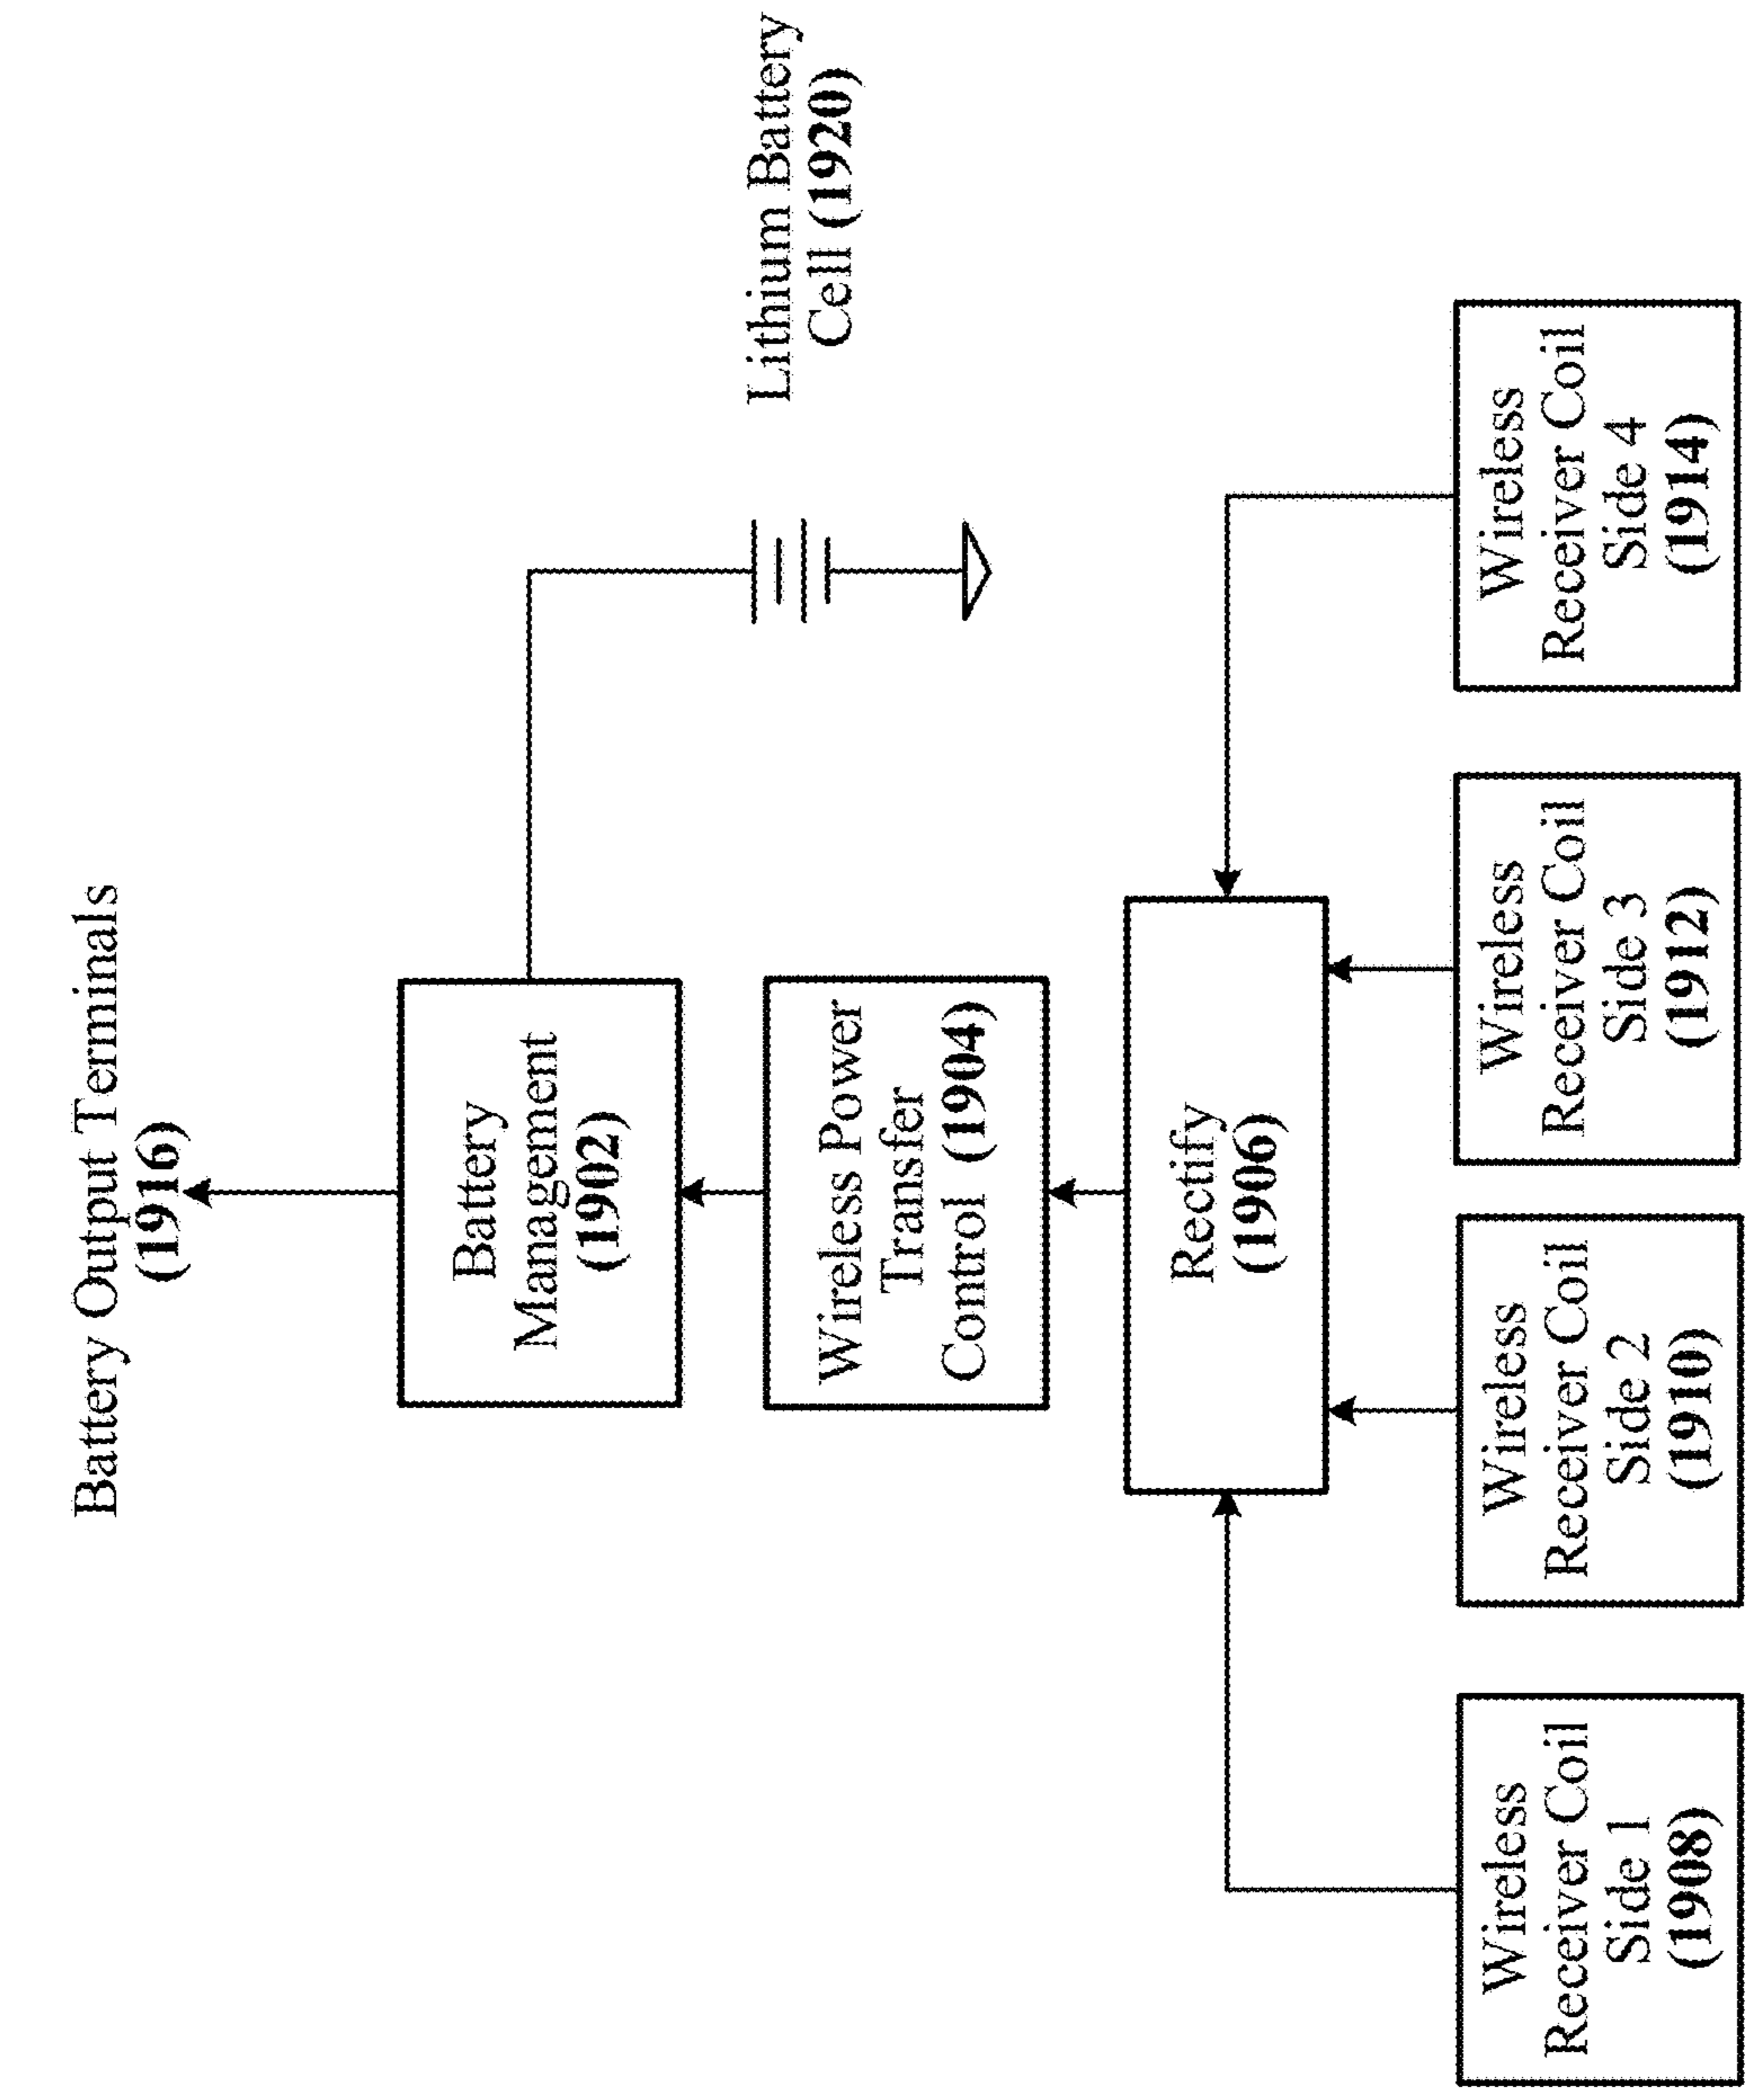 Battery Output Terminals
(1916)
Battery
Management
(1902)
Lithium Battery
Cell (1920)
Wireless Power
Transfer
Control (1904)
Rectify
(1906)
Wireless
Receiver Coil
Side 1
(1908)
Wireless
Receiver Coil
Side 2
(1910)
Wireless
Receiver Coil
Side 3
(1912)
Wireless
Receiver Coil
Side 4
(1914)